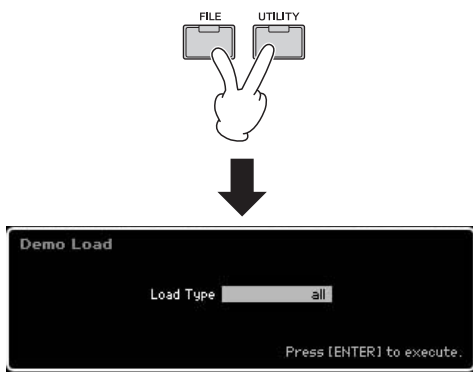 FILE UTILITY
Demo Load
Load Type all
Press [ENTER] to execute.